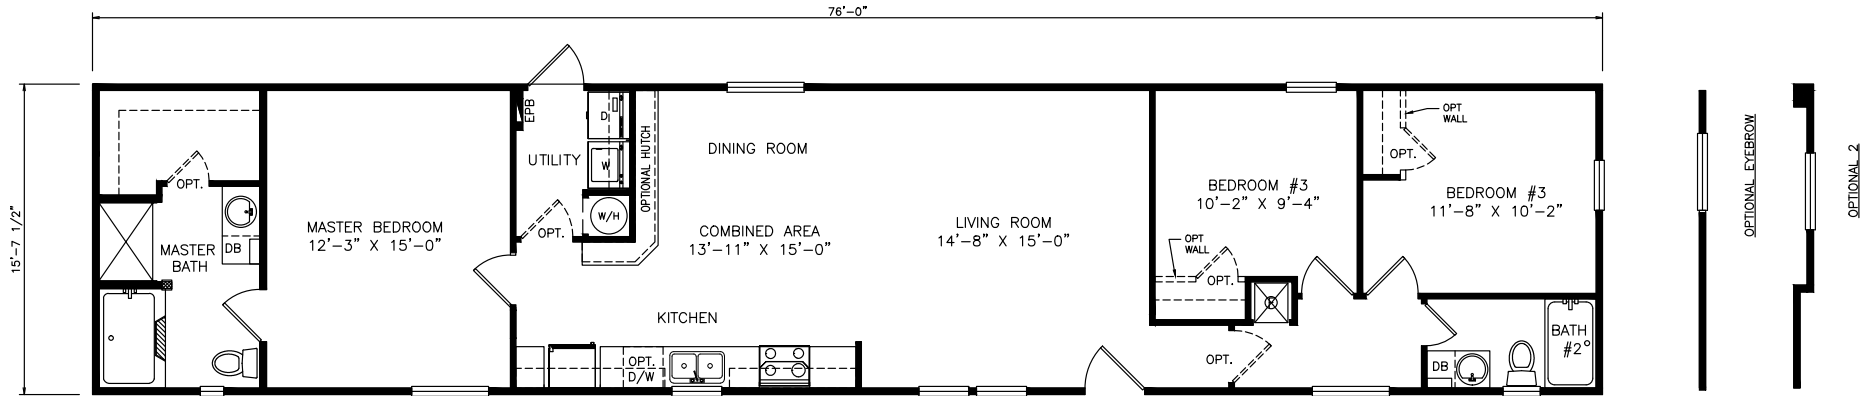 76'-0"
15'-7 1/2"
OPT.
DB
MASTER
BATH
MASTER BEDROOM
12'-3" X 15'-0"
EPB
D
UTILITY
W
W/H
OPT.
OPTIONAL HUTCH
DINING ROOM
COMBINED AREA
13'-11" X 15'-0"
KITCHEN
OPT.
D/W
LIVING ROOM
14'-8" X 15'-0"
BEDROOM #3
10'-2" X 9'-4"
OPT
WALL
OPT.
OPT
WALL
OPT.
BEDROOM #3
11'-8" X 10'-2"
R
OPT.
BATH
#2
DB
OPTIONAL EYEBROW
OPTIONAL 2